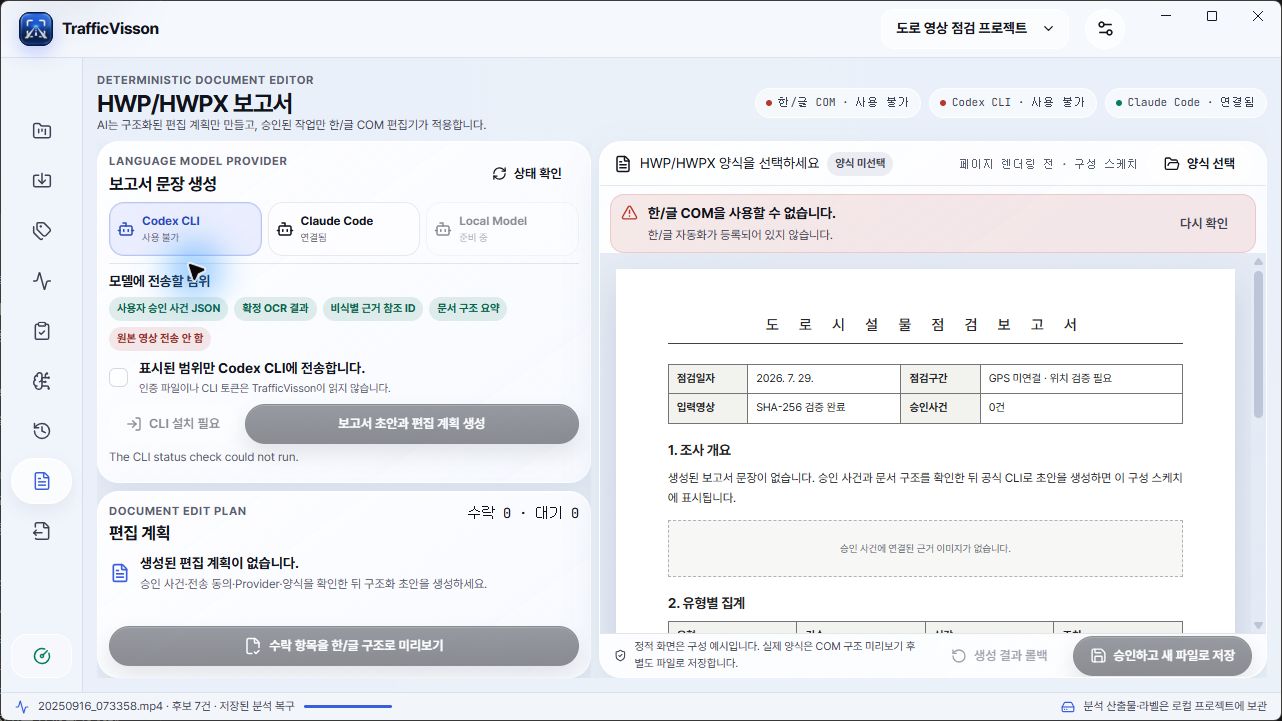 TrafficVisson
도로 영상 점검 프로젝트
DETERMINISTIC DOCUMENT EDITOR
HWP/HWPX 보고서
AI는 구조화된 편집 계획만 만들고, 승인된 작업만 한/글 COM 편집기가 적용합니다.
한/글 COM · 사용 불가
Codex CLI · 사용 불가
Claude Code · 연결됨
LANGUAGE MODEL PROVIDER
보고서 문장 생성
상태 확인
Codex CLI
사용 불가
Claude Code
연결됨
Local Model
준비 중
모델에 전송할 범위
사용자 승인 사건 JSON
확정 OCR 결과
비식별 근거 참조 ID
문서 구조 요약
원본 영상 전송 안 함
표시된 범위만 Codex CLI에 전송합니다.
인증 파일이나 CLI 토큰은 TrafficVisson이 읽지 않습니다.
CLI 설치 필요
보고서 초안과 편집 계획 생성
The CLI status check could not run.
DOCUMENT EDIT PLAN
편집 계획
수락 0 · 대기 0
생성된 편집 계획이 없습니다.
승인 사건·전송 동의·Provider·양식을 확인한 뒤 구조화 초안을 생성하세요.
수락 항목을 한/글 구조로 미리보기
HWP/HWPX 양식을 선택하세요
양식 미선택
페이지 렌더링 전 · 구성 스케치
양식 선택
한/글 COM을 사용할 수 없습니다.
한/글 자동화가 등록되어 있지 않습니다.
다시 확인
도 로 시 설 물 점 검 보 고 서
점검일자 2026. 7. 29. 점검구간 GPS 미연결 · 위치 검증 필요
입력영상 SHA-256 검증 완료 승인사건 0건
1. 조사 개요
생성된 보고서 문장이 없습니다. 승인 사건과 문서 구조를 확인한 뒤 공식 CLI로 초안을 생성하면 이 구성 스케치
에 표시됩니다.
승인 사건에 연결된 근거 이미지가 없습니다.
2. 유형별 집계
정적 화면은 구성 예시입니다. 실제 양식은 COM 구조 미리보기 후
별도 파일로 저장합니다.
생성 결과 롤백
승인하고 새 파일로 저장
20250916_073358.mp4 · 후보 7건 · 저장된 분석 복구
분석 산출물·라벨은 로컬 프로젝트에 보관